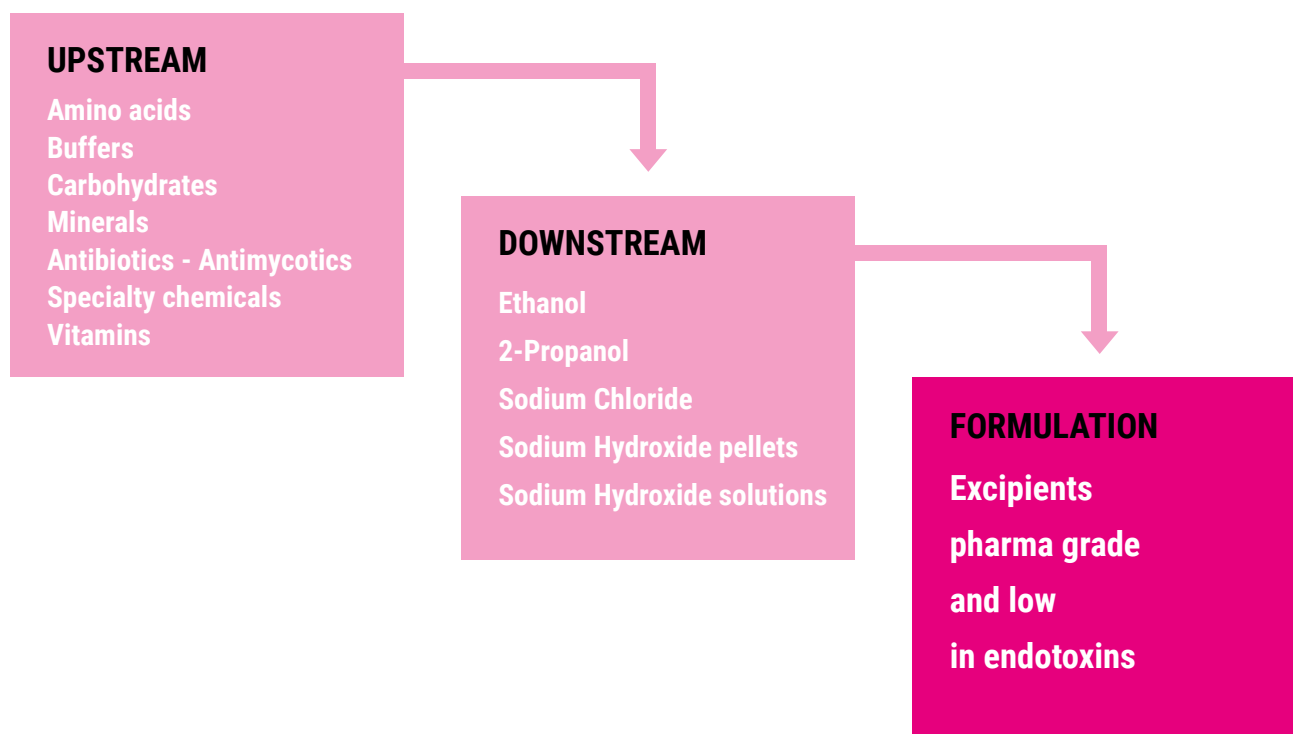 UPSTREAM
Amino acids
Buffers
Carbohydrates
Minerals
Antibiotics - Antimycotics
Specialty chemicals
Vitamins
DOWNSTREAM
Ethanol
2-Propanol
Sodium Chloride
Sodium Hydroxide pellets
Sodium Hydroxide solutions
FORMULATION
Excipients
pharma grade
and low
in endotoxins